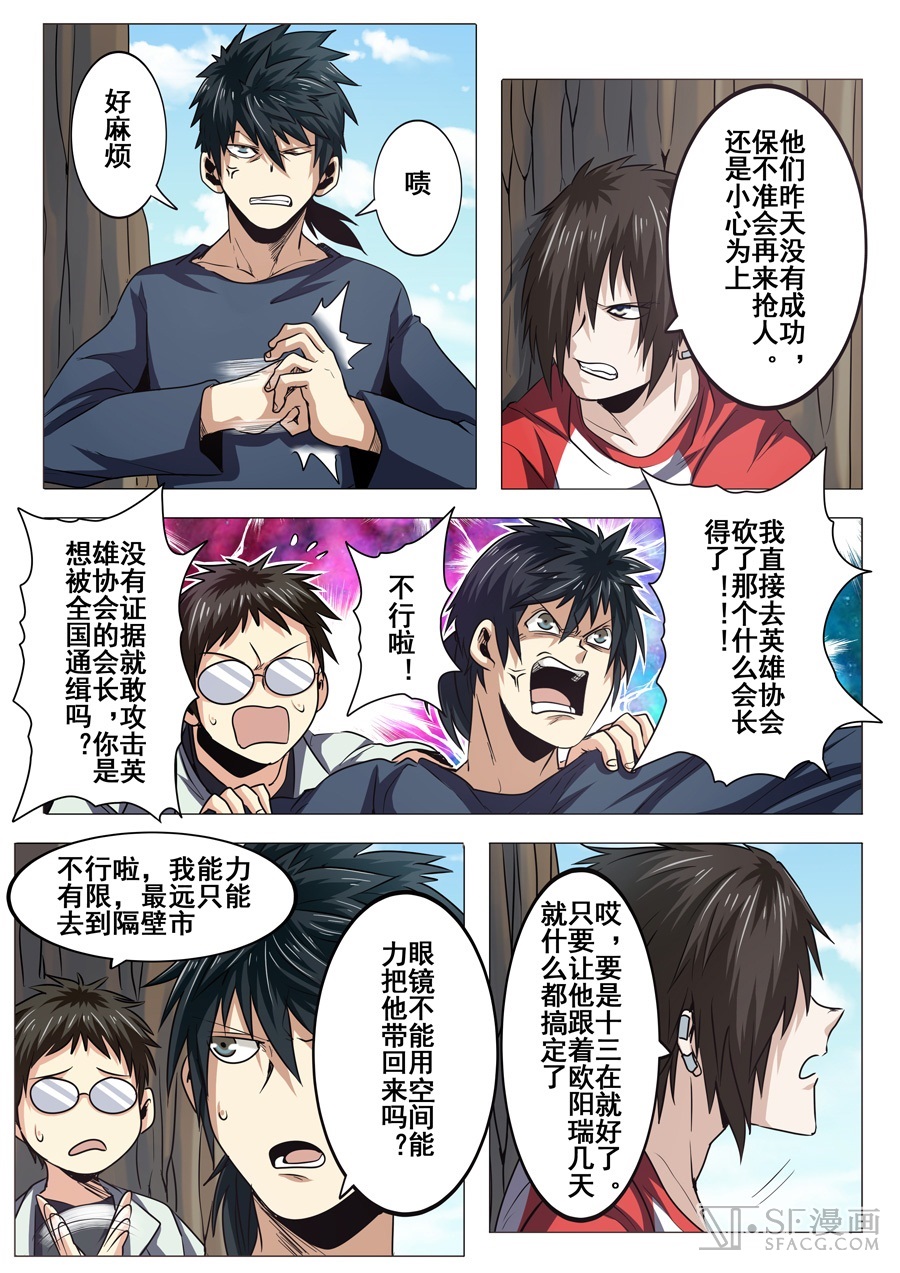 他们昨天没有成功，
保不准会再来抢人。
还是小心为上
啧
好
麻
烦
我直接去英雄协会
砍了那个什么会长
得了！！！！
不行啦！
没有证据就敢攻击英
雄协会的会长，你是
想被全国通缉吗？
哎，要是十三在就好了。
只要让他跟着欧阳瑞几天
就什么都搞定了
眼镜不能用空间能
力把他带回来吗？
不行啦，我能力
有限，最远只能
去到隔壁市
SF漫画
SFACG.COM